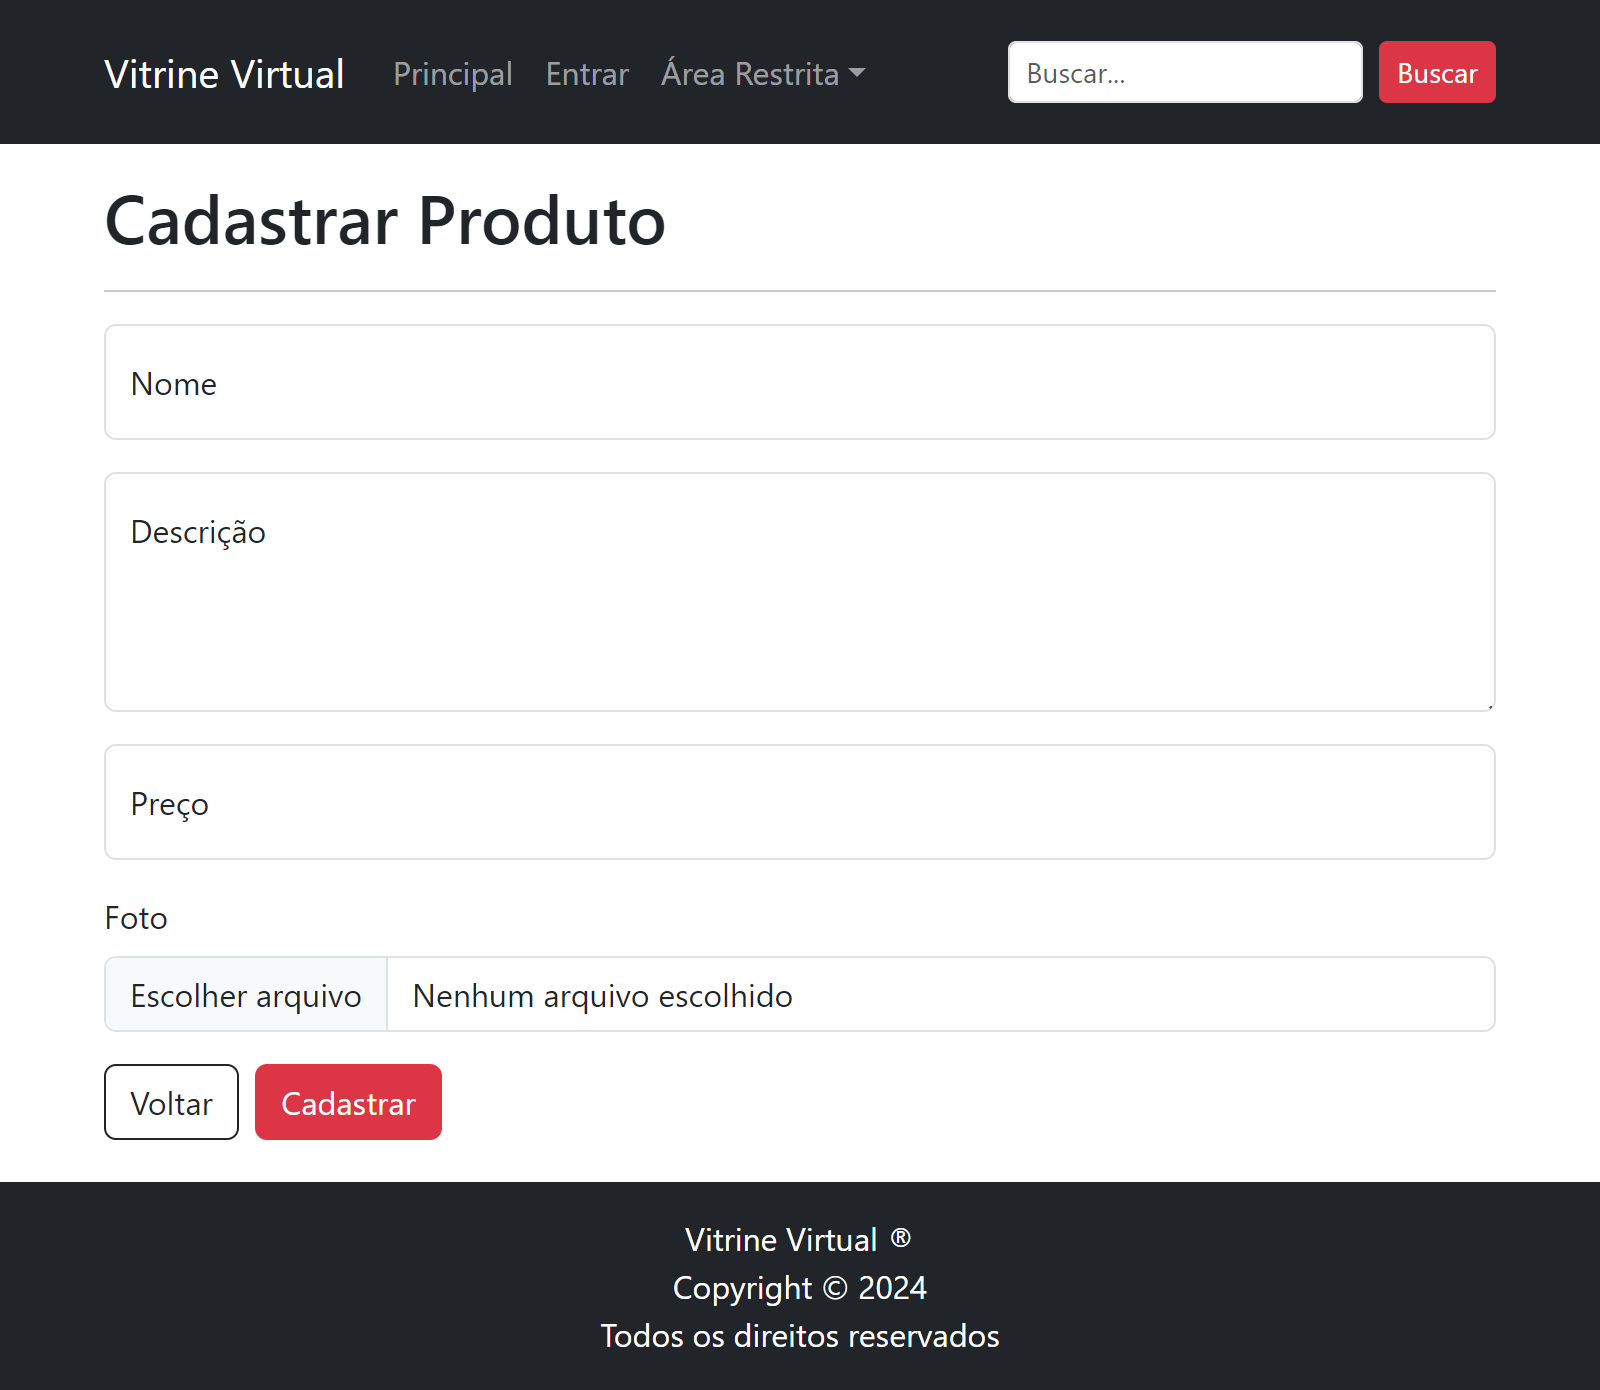 Vitrine Virtual Principal Entrar Área Restrita Buscar... Buscar
Cadastrar Produto
Nome
Descrição
Preço
Foto
Escolher arquivo Nenhum arquivo escolhido
Voltar Cadastrar
Vitrine Virtual ®
Copyright © 2024
Todos os direitos reservados